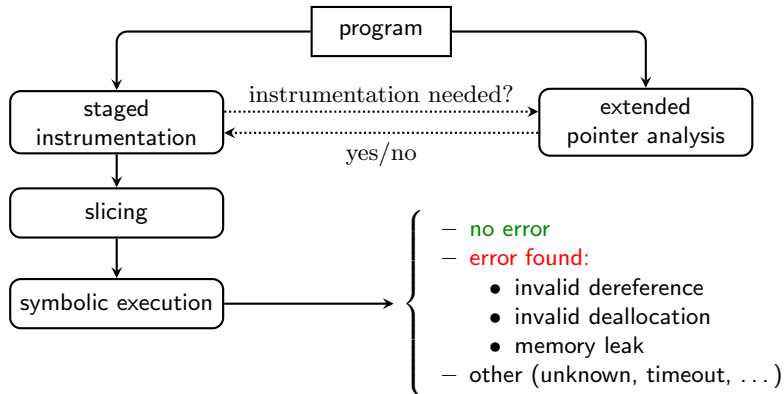 program
staged
instrumentation
instrumentation needed?
yes/no
extended
pointer analysis
slicing
symbolic execution
– no error
– error found:
• invalid dereference
• invalid deallocation
• memory leak
– other (unknown, timeout, . . . )